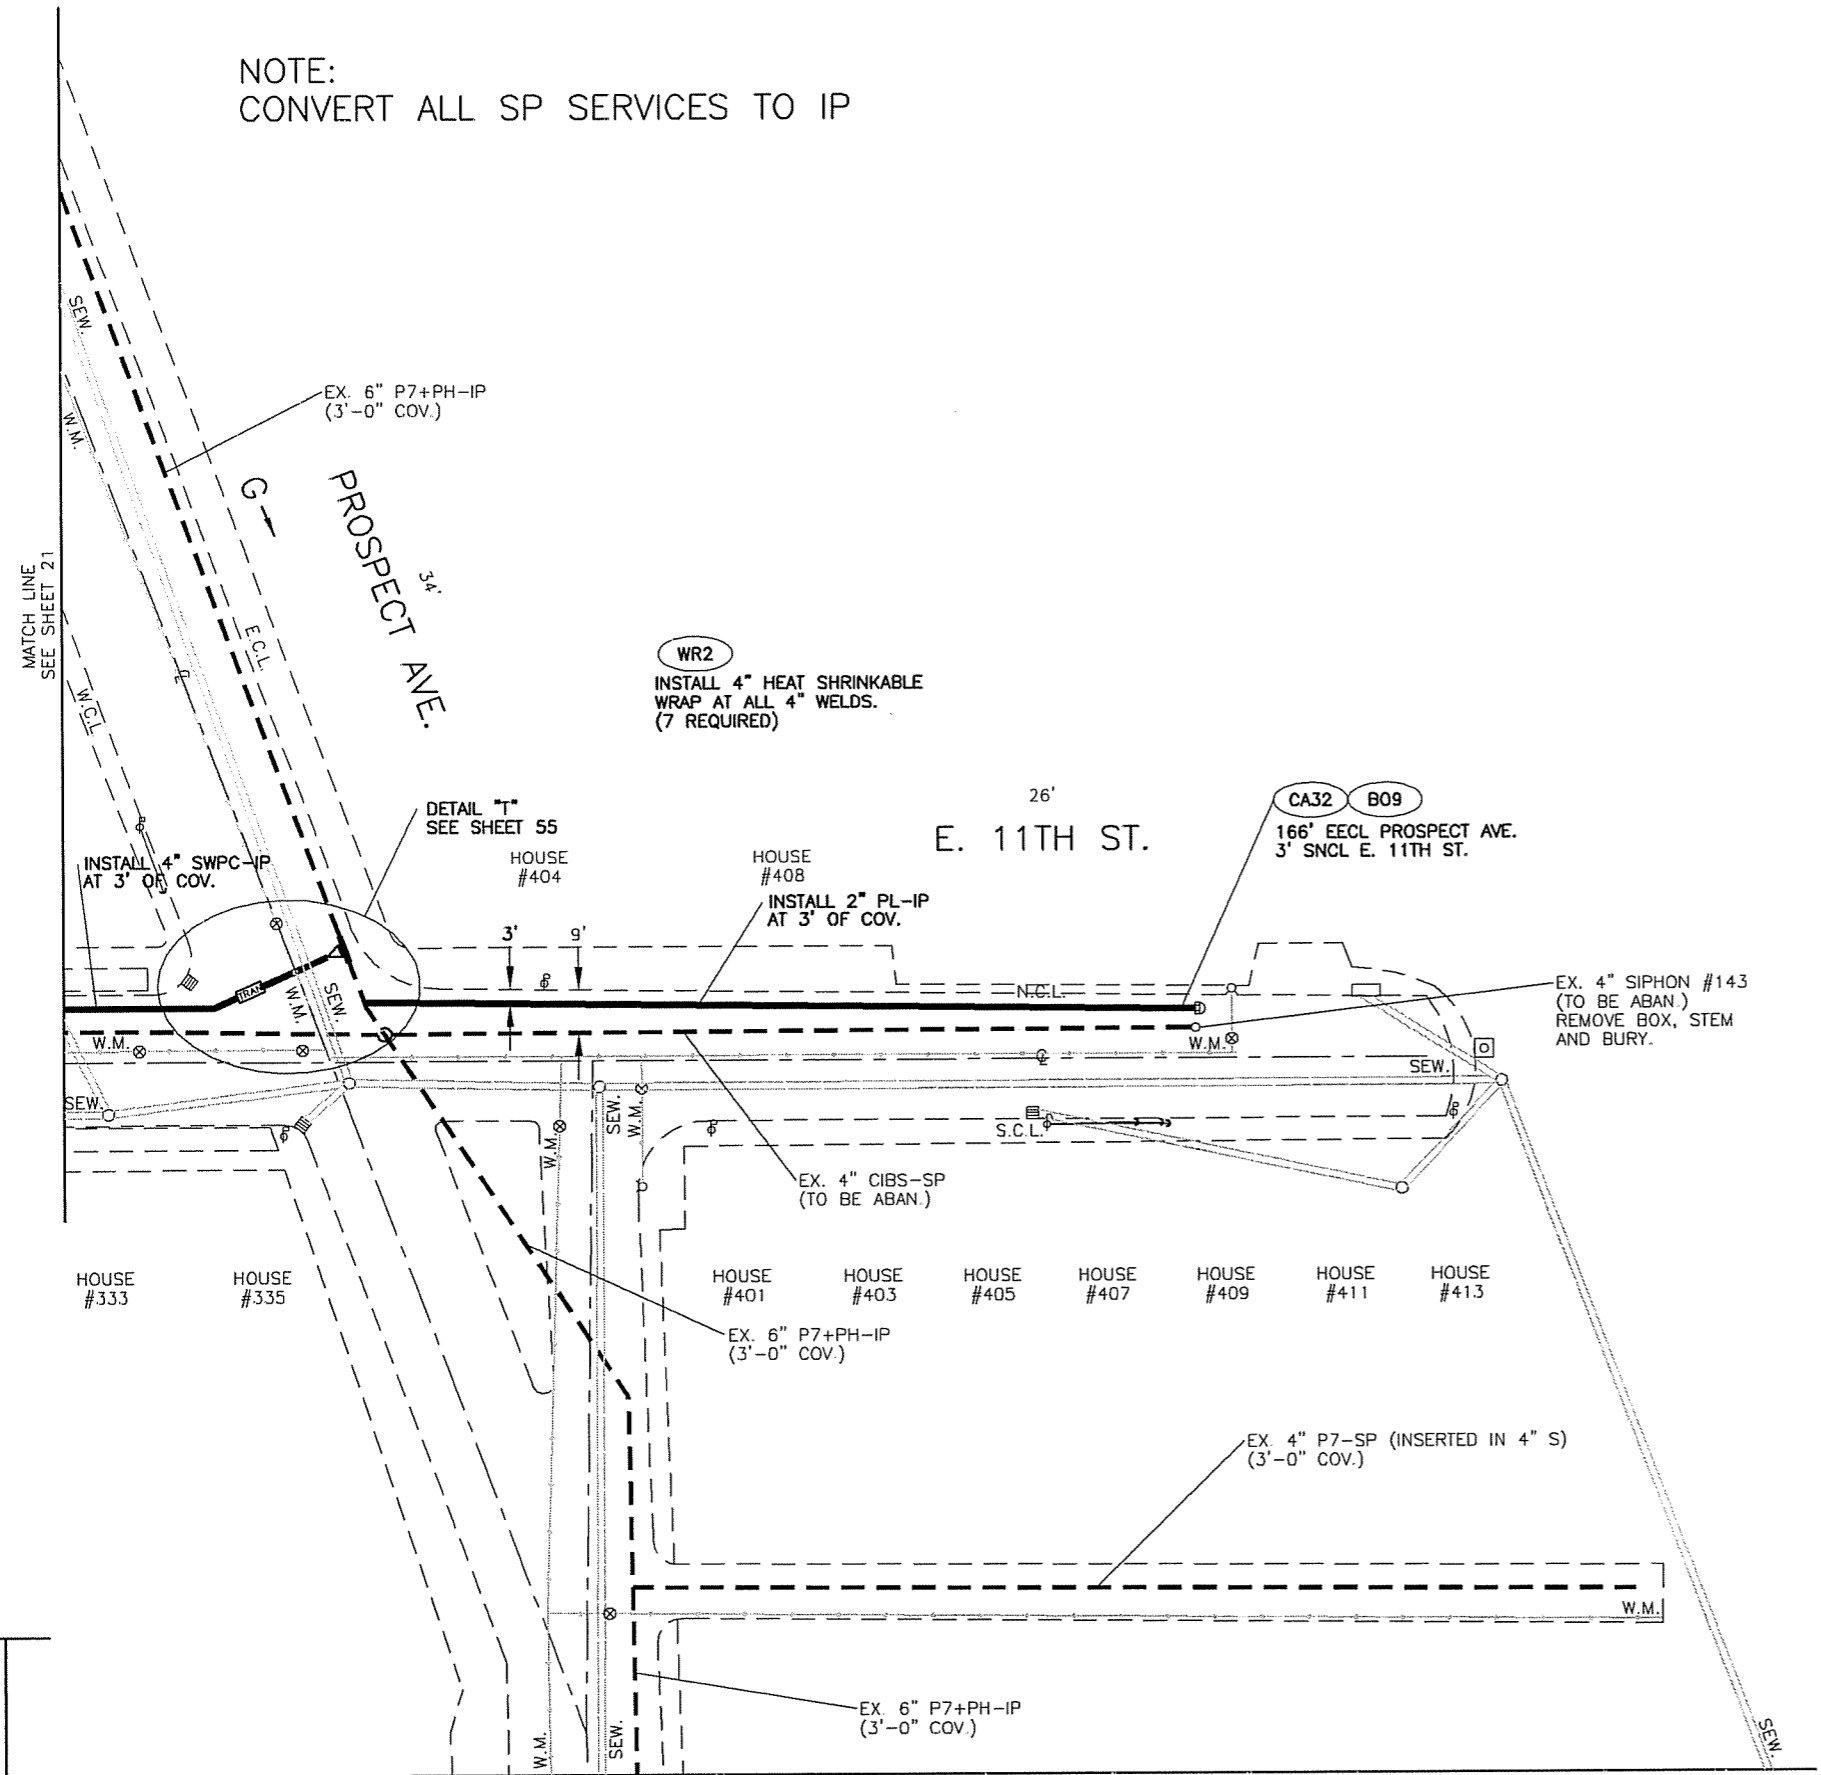 NOTE:
CONVERT ALL SP SERVICES TO IP
SEW.
W.M.
EX. 6" P7+PH-IP
(3'-0" COV.)
G
PROSPECT AVE.
34'
MATCH LINE
SEE SHEET 21
E.C.L.
W.C.L.
WR2
INSTALL 4" HEAT SHRINKABLE
WRAP AT ALL 4" WELDS.
(7 REQUIRED)
DETAIL "T"
SEE SHEET 55
26'
E. 11TH ST.
CA32
B09
166' EECL PROSPECT AVE.
3' SNCL E. 11TH ST.
INSTALL 4" SWPC-IP
AT 3' OF COV.
HOUSE
#404
HOUSE
#408
INSTALL 2" PL-IP
AT 3' OF COV.
3'
9'
TRAN
W.M.
SEW.
N.C.L.
EX. 4" SIPHON #143
(TO BE ABAN.)
REMOVE BOX, STEM
AND BURY.
W.M.
W.M.
SEW.
SEW.
W.M.
SEW.
W.M.
S.C.L.
EX. 4" CIBS-SP
(TO BE ABAN.)
HOUSE
#333
HOUSE
#335
HOUSE
#401
HOUSE
#403
HOUSE
#405
HOUSE
#407
HOUSE
#409
HOUSE
#411
HOUSE
#413
EX. 6" P7+PH-IP
(3'-0" COV.)
EX. 4" P7-SP (INSERTED IN 4" S)
(3'-0" COV.)
W.M.
EX. 6" P7+PH-IP
(3'-0" COV.)
W.M.
SEW.
SEW.